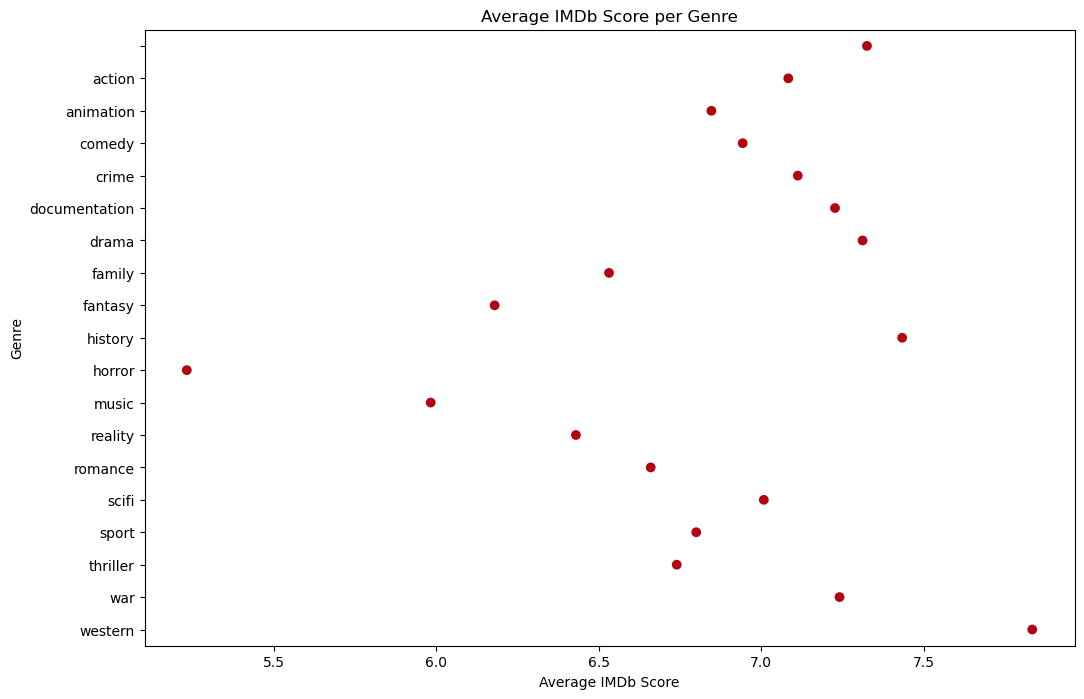 Average IMDb Score per Genre
action
animation
comedy
crime
documentation
drama
family
fantasy
history
horror
music
reality
romance
scifi
sport
thriller
war
western
Genre
5.5 6.0 6.5 7.0 7.5
Average IMDb Score